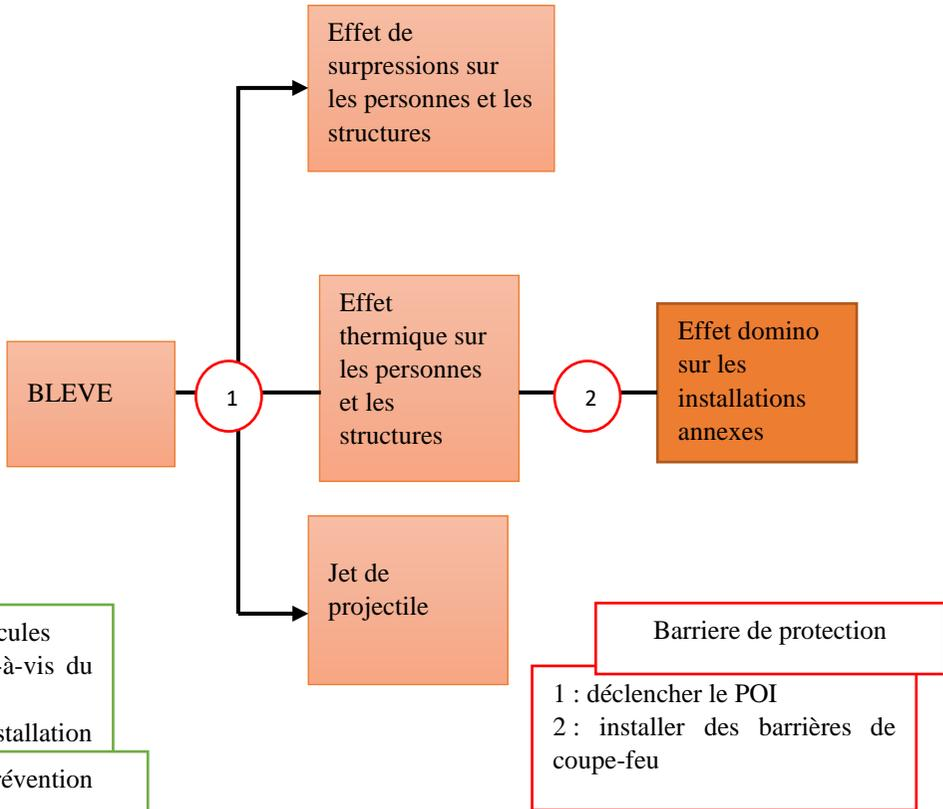 Effet de
surpressions sur
les personnes et les
structures
Effet
thermique sur
les personnes
et les
structures
Effet domino
sur les
installations
annexes
BLEVE
1
2
Jet de
projectile
-à-vis du
Barriere de protection
1 : déclencher le POI
2 : installer des barrières de
coupe-feu